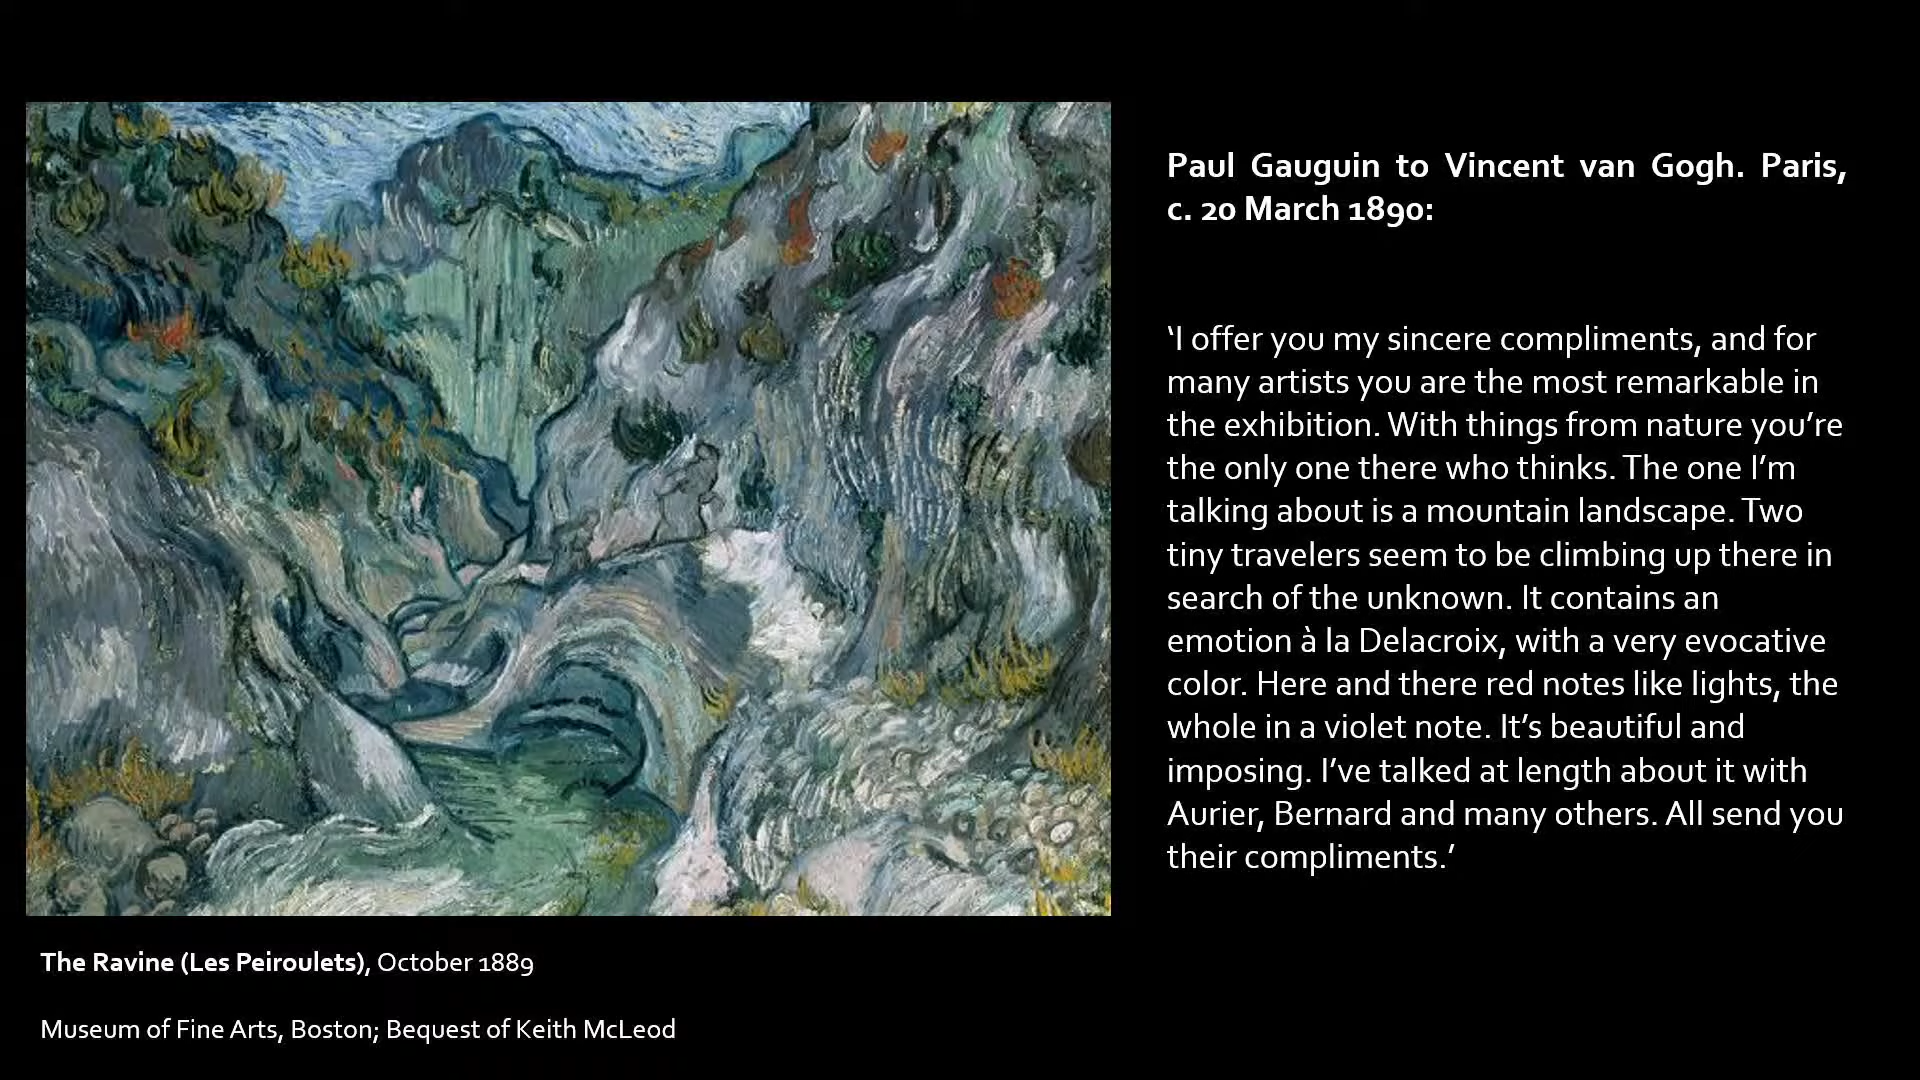 Paul Gauguin to Vincent van Gogh. Paris,
c. 20 March 1890:
‘I offer you my sincere compliments, and for
many artists you are the most remarkable in
the exhibition. With things from nature you’re
the only one there who thinks. The one I’m
talking about is a mountain landscape. Two
tiny travelers seem to be climbing up there in
search of the unknown. It contains an
emotion à la Delacroix, with a very evocative
color. Here and there red notes like lights, the
whole in a violet note. It’s beautiful and
imposing. I’ve talked at length about it with
Aurier, Bernard and many others. All send you
their compliments.’
The Ravine (Les Peiroulets), October 1889
Museum of Fine Arts, Boston; Bequest of Keith McLeod